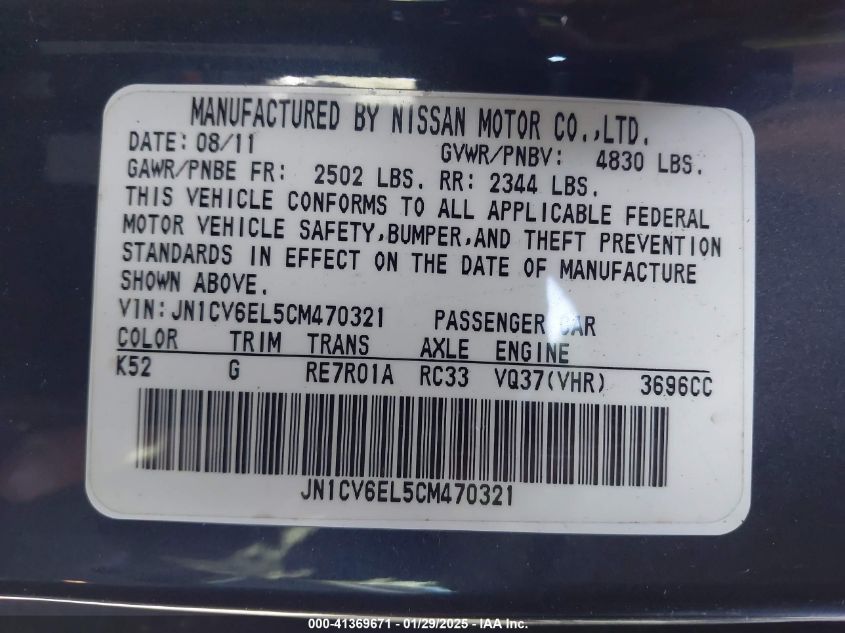 MANUFACTURED BY NISSAN MOTOR CO.,LTD.
DATE: 08/11 GVWR/PNBV: 4830 LBS.
GAWR/PNBE FR: 2502 LBS. RR: 2344 LBS.
THIS VEHICLE CONFORMS TO ALL APPLICABLE FEDERAL
MOTOR VEHICLE SAFETY,BUMPER,AND THEFT PREVENTION
STANDARDS IN EFFECT ON THE DATE OF MANUFACTURE
SHOWN ABOVE.
VIN:JN1CV6EL5CM470321 PASSENGER CAR
COLOR TRIM TRANS AXLE ENGINE
K52 G RE7R01A RC33 VQ37(VHR) 3696CC
JN1CV6EL5CM470321
000-41369671 - 01/29/2025 - IAA Inc.